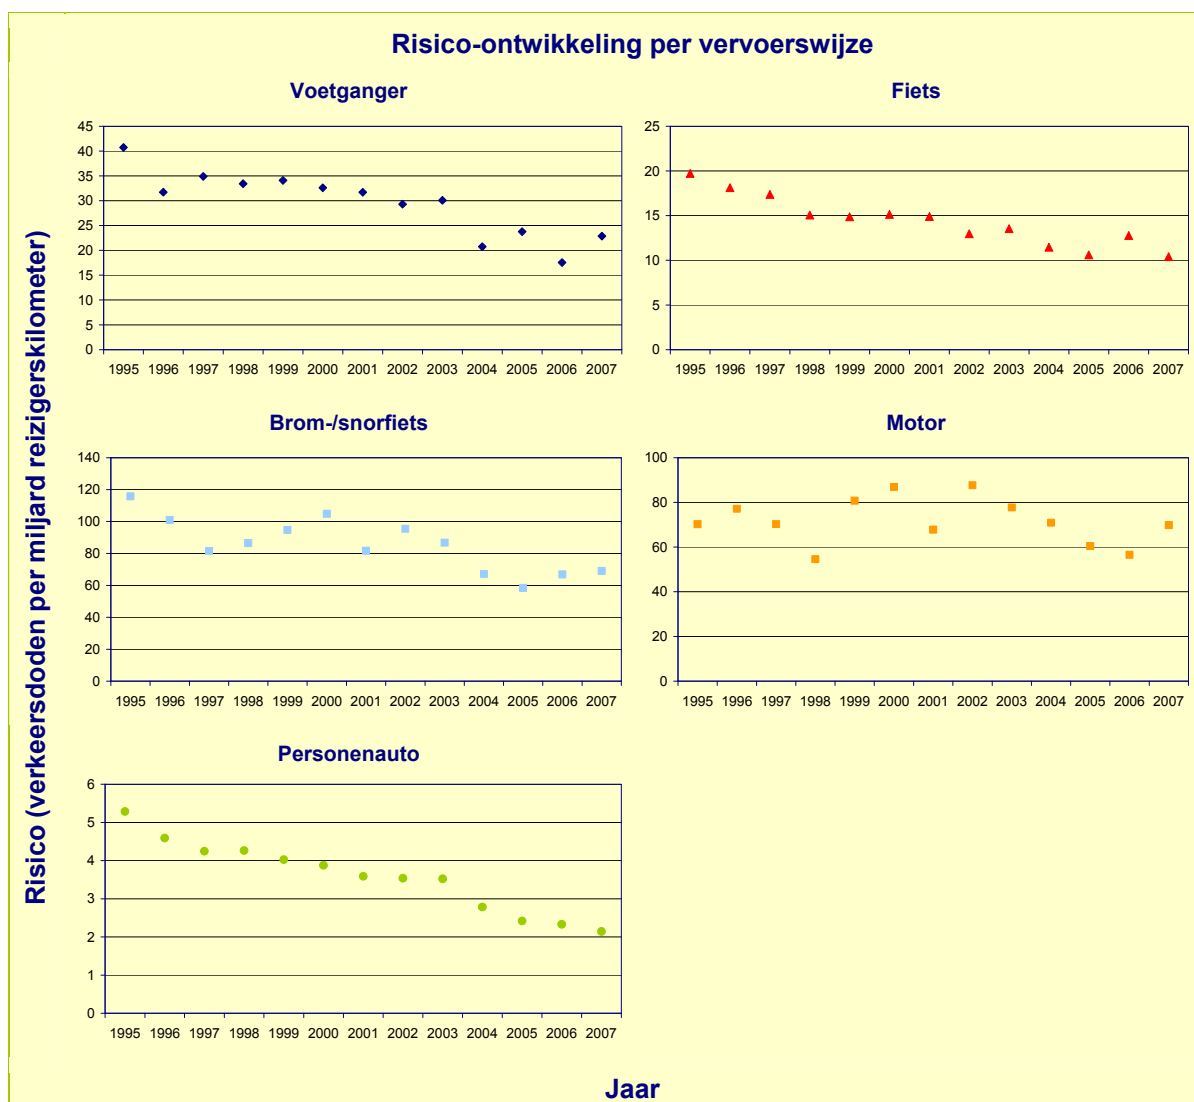 Risico-ontwikkeling per vervoerswijze
Risico (verkeersdoden per miljard reizigerskilometer)
Voetganger
45
40
35
30
25
20
15
10
5
0
1995 1996 1997 1998 1999 2000 2001 2002 2003 2004 2005 2006 2007
Fiets
25
20
15
10
5
0
1995 1996 1997 1998 1999 2000 2001 2002 2003 2004 2005 2006 2007
Brom-/snorfiets
140
120
100
80
60
40
20
0
1995 1996 1997 1998 1999 2000 2001 2002 2003 2004 2005 2006 2007
Motor
100
80
60
40
20
0
1995 1996 1997 1998 1999 2000 2001 2002 2003 2004 2005 2006 2007
Personenauto
6
5
4
3
2
1
0
1995 1996 1997 1998 1999 2000 2001 2002 2003 2004 2005 2006 2007
Jaar